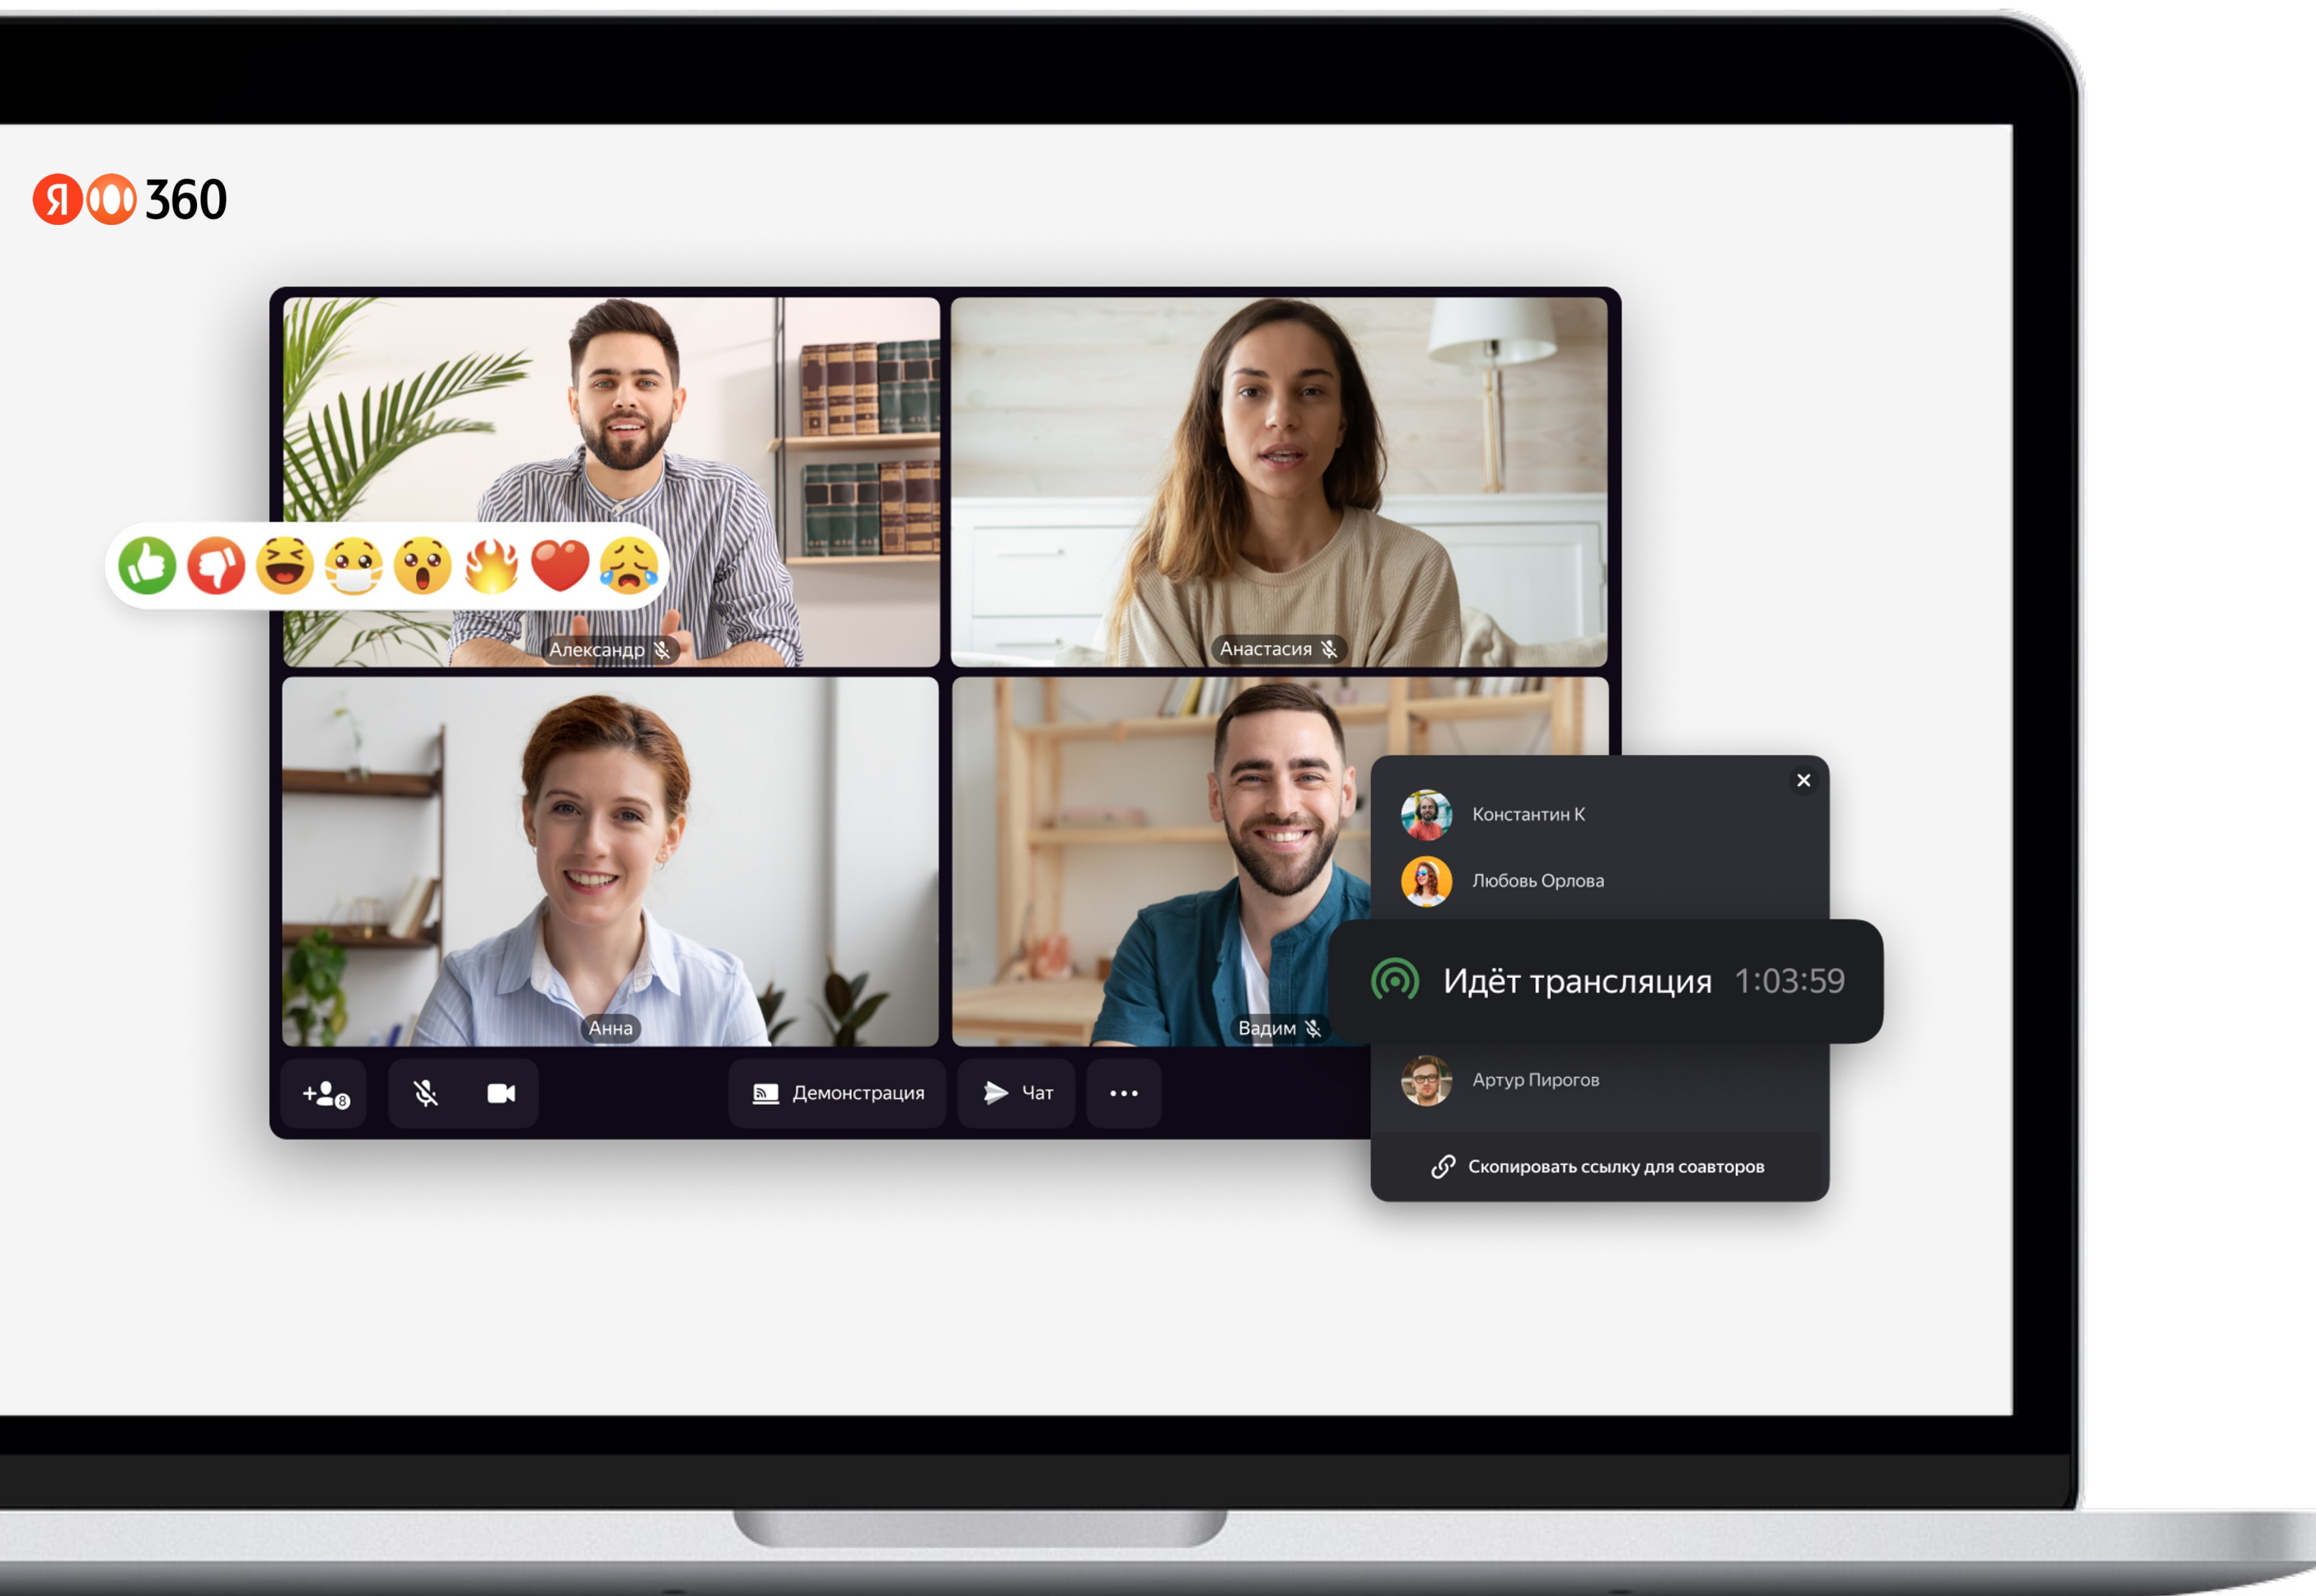 Я 360
Александр
Анастасия
Анна
Вадим
Константин К
Любовь Орлова
Идёт трансляция 1:03:59
Артур Пирогов
Скопировать ссылку для соавторов
8
Демонстрация
Чат